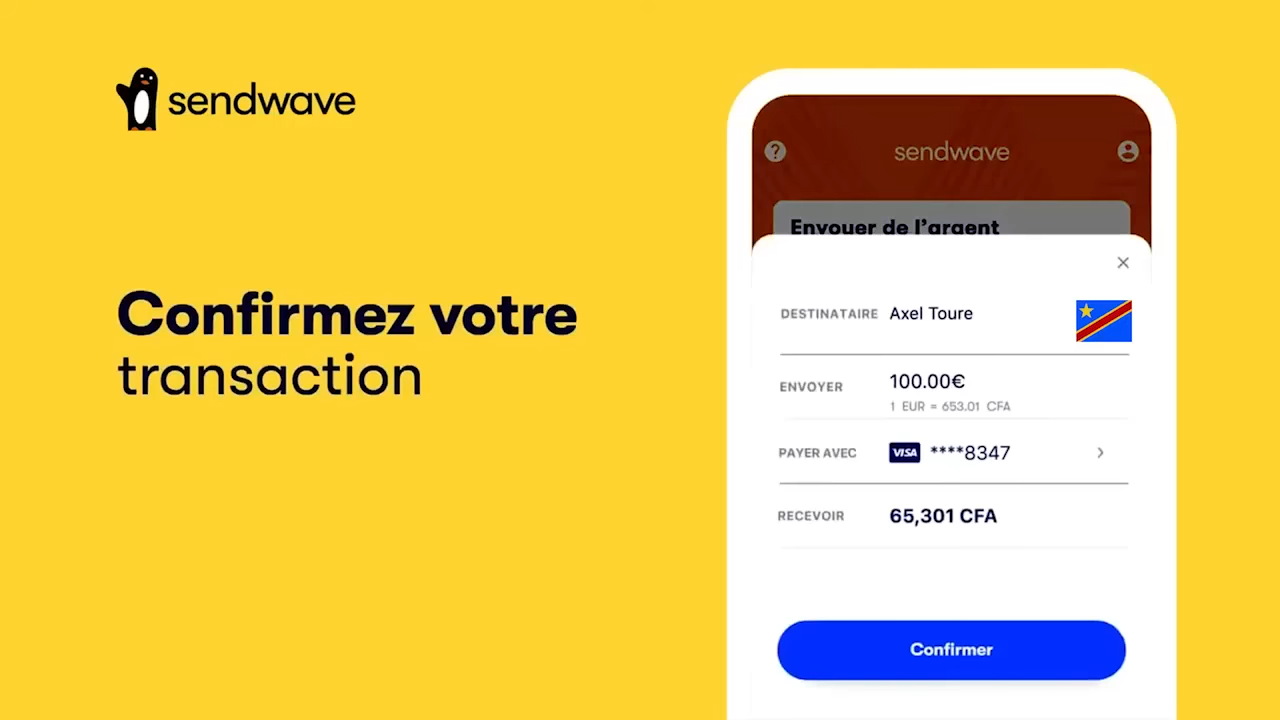 sendwave
Confirmez votre
transaction
sendwave
Envoyer de l'argent
DESTINATAIRE Axel Toure
ENVOYER 100.00€
1 EUR = 653.01 CFA
PAYER AVEC VISA ****8347
RECEVOIR 65,301 CFA
Confirmer